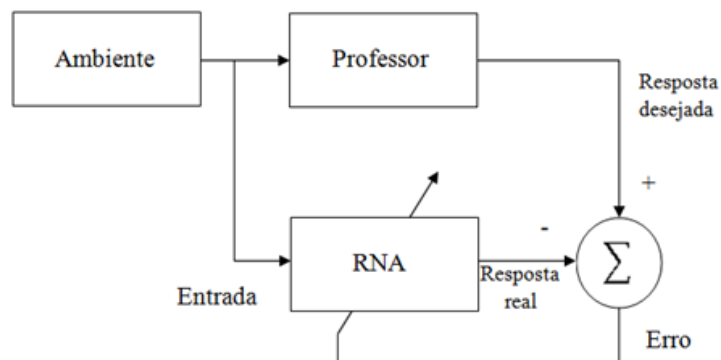 Ambiente
Professor
Resposta
desejada
+
-
RNA
Σ
Entrada
Resposta
real
Erro